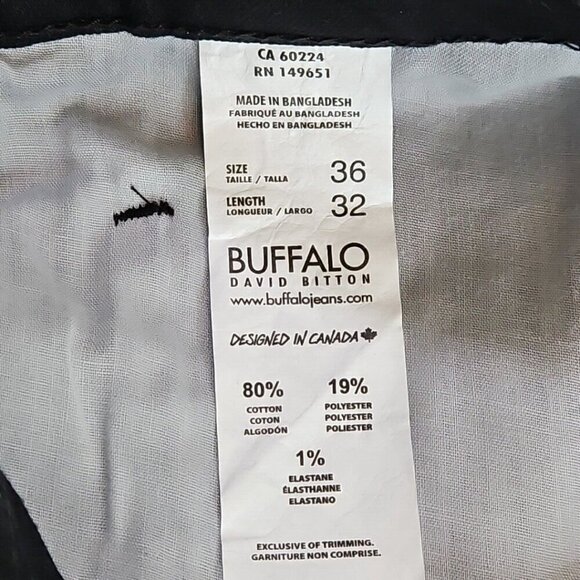 CA 60224
RN 149651
MADE IN BANGLADESH
FABRIQUÉ AU BANGLADESH
HECHO EN BANGLADESH
SIZE 36
TAILLE / TALLA
LENGTH 32
LONGUEUR / LARGO
BUFFALO
DAVID BITTON
www.buffalojeans.com
DESIGNED IN CANADA
80% 19%
COTTON POLYESTER
COTON POLYESTER
ALGODÓN POLIESTER
1%
ELASTANE
ÉLASTHANNE
ELASTANO
EXCLUSIVE OF TRIMMING.
GARNITURE NON COMPRISE.